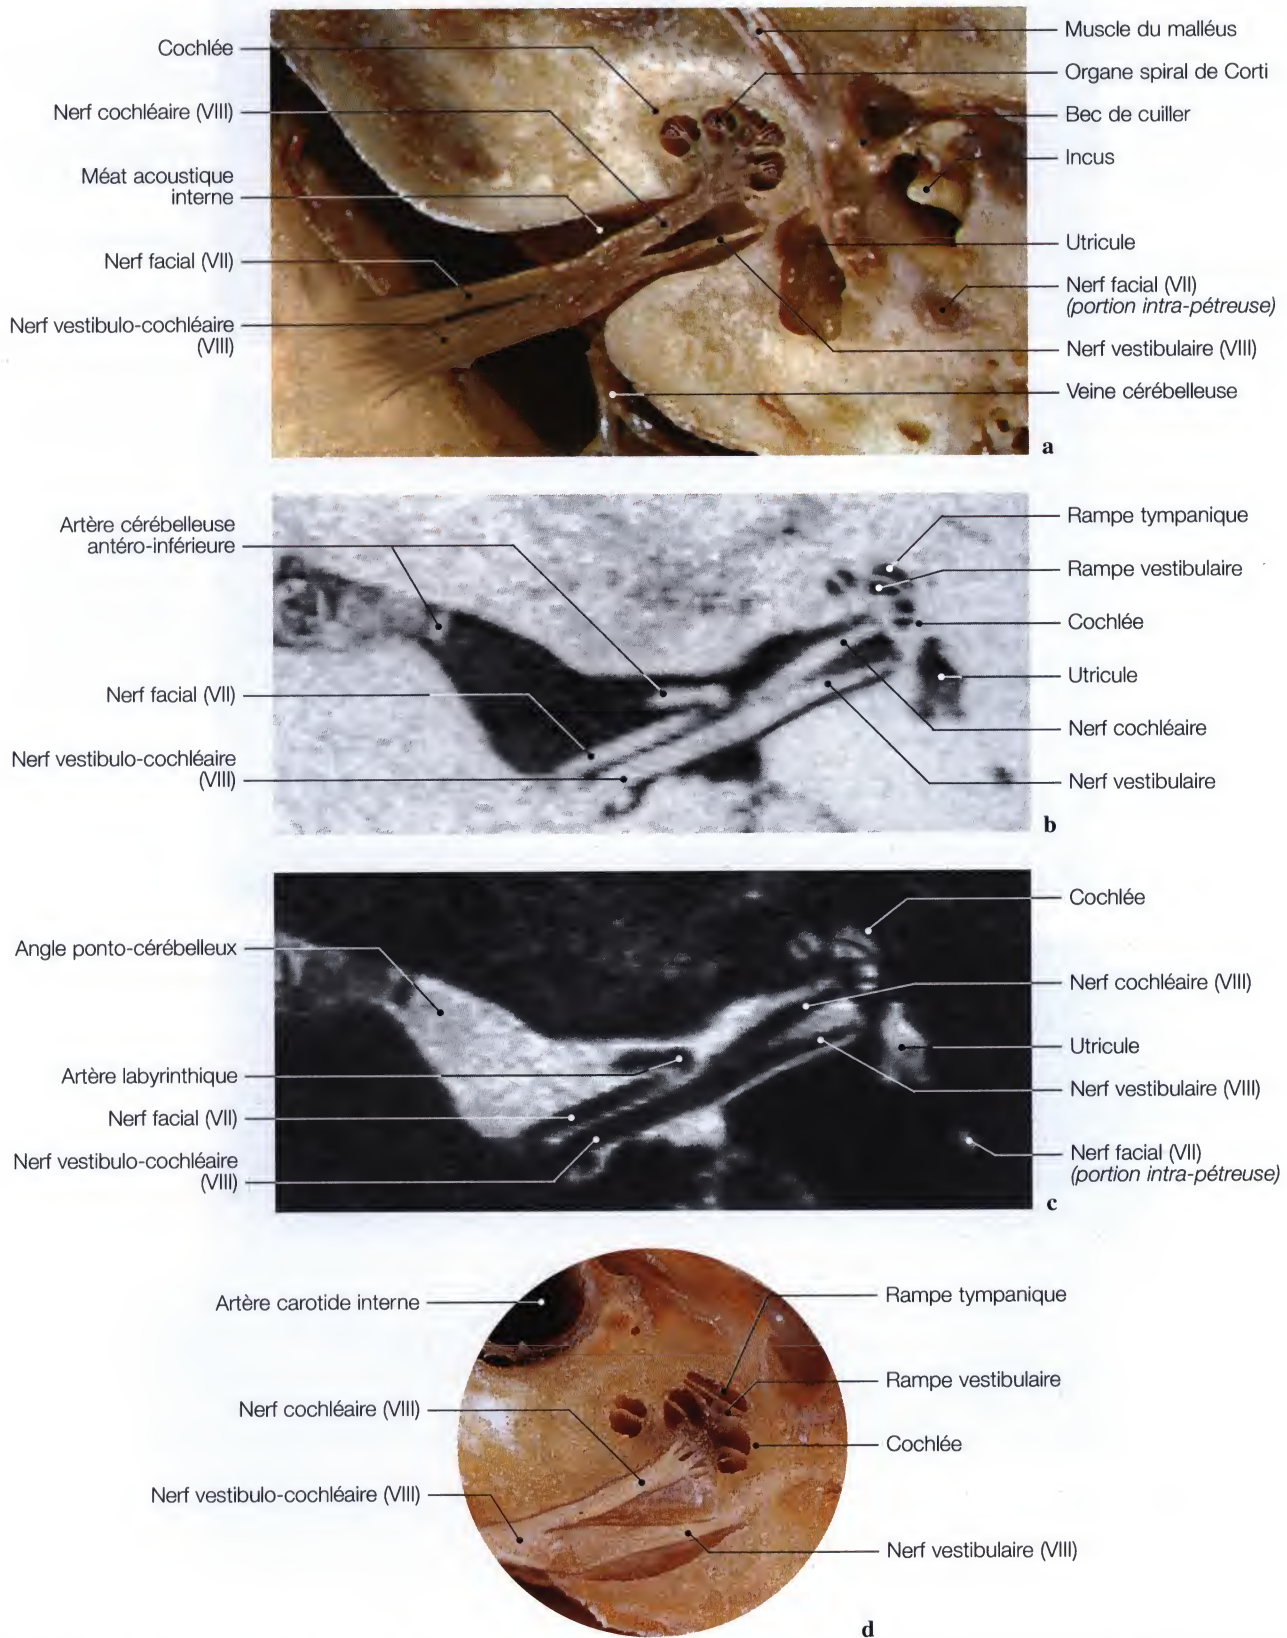 Cochlée
Nerf cochléaire (VIII)
Méat acoustique
interne
Nerf facial (VII)
Nerf vestibulo-cochléaire
(VIII)
Muscle du malléus
Organe spiral de Corti
Bec de cuiller
Incus
Utricule
Nerf facial (VII)
(portion intra-pétreuse)
Nerf vestibulaire (VIII)
Veine cérébelleuse
a
Artère cérébelleuse
antéro-inférieure
Nerf facial (VII)
Nerf vestibulo-cochléaire
(VIII)
Rampe tympanique
Rampe vestibulaire
Cochlée
Utricule
Nerf cochléaire
Nerf vestibulaire
b
Angle ponto-cérébelleux
Artère labyrinthique
Nerf facial (VII)
Nerf vestibulo-cochléaire
(VIII)
Cochlée
Nerf cochléaire (VIII)
Utricule
Nerf vestibulaire (VIII)
Nerf facial (VII)
(portion intra-pétreuse)
c
Artère carotide interne
Nerf cochléaire (VIII)
Nerf vestibulo-cochléaire (VIII)
Rampe tympanique
Rampe vestibulaire
Cochlée
Nerf vestibulaire (VIII)
d